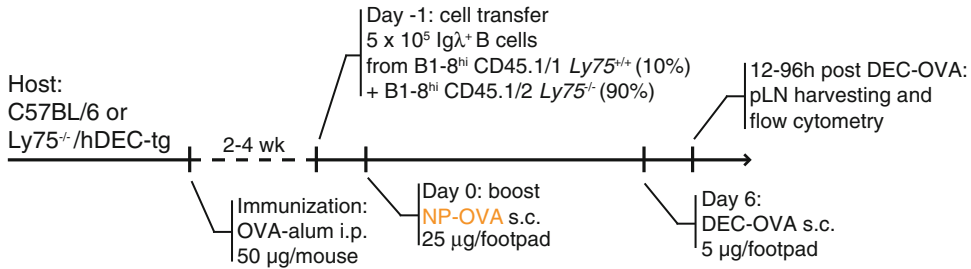 Host:
C57BL/6 or
Ly75-/-/hDEC-tg
2-4 wk
Immunization:
OVA-alum i.p.
50 µg/mouse
Day -1: cell transfer
5 x 10⁵ Igλ⁺ B cells
from B1-8ʰⁱ CD45.1/1 Ly75⁺/⁺ (10%)
+ B1-8ʰⁱ CD45.1/2 Ly75⁻/⁻ (90%)
Day 0: boost
NP-OVA s.c.
25 µg/footpad
Day 6:
DEC-OVA s.c.
5 µg/footpad
12-96h post DEC-OVA:
pLN harvesting and
flow cytometry